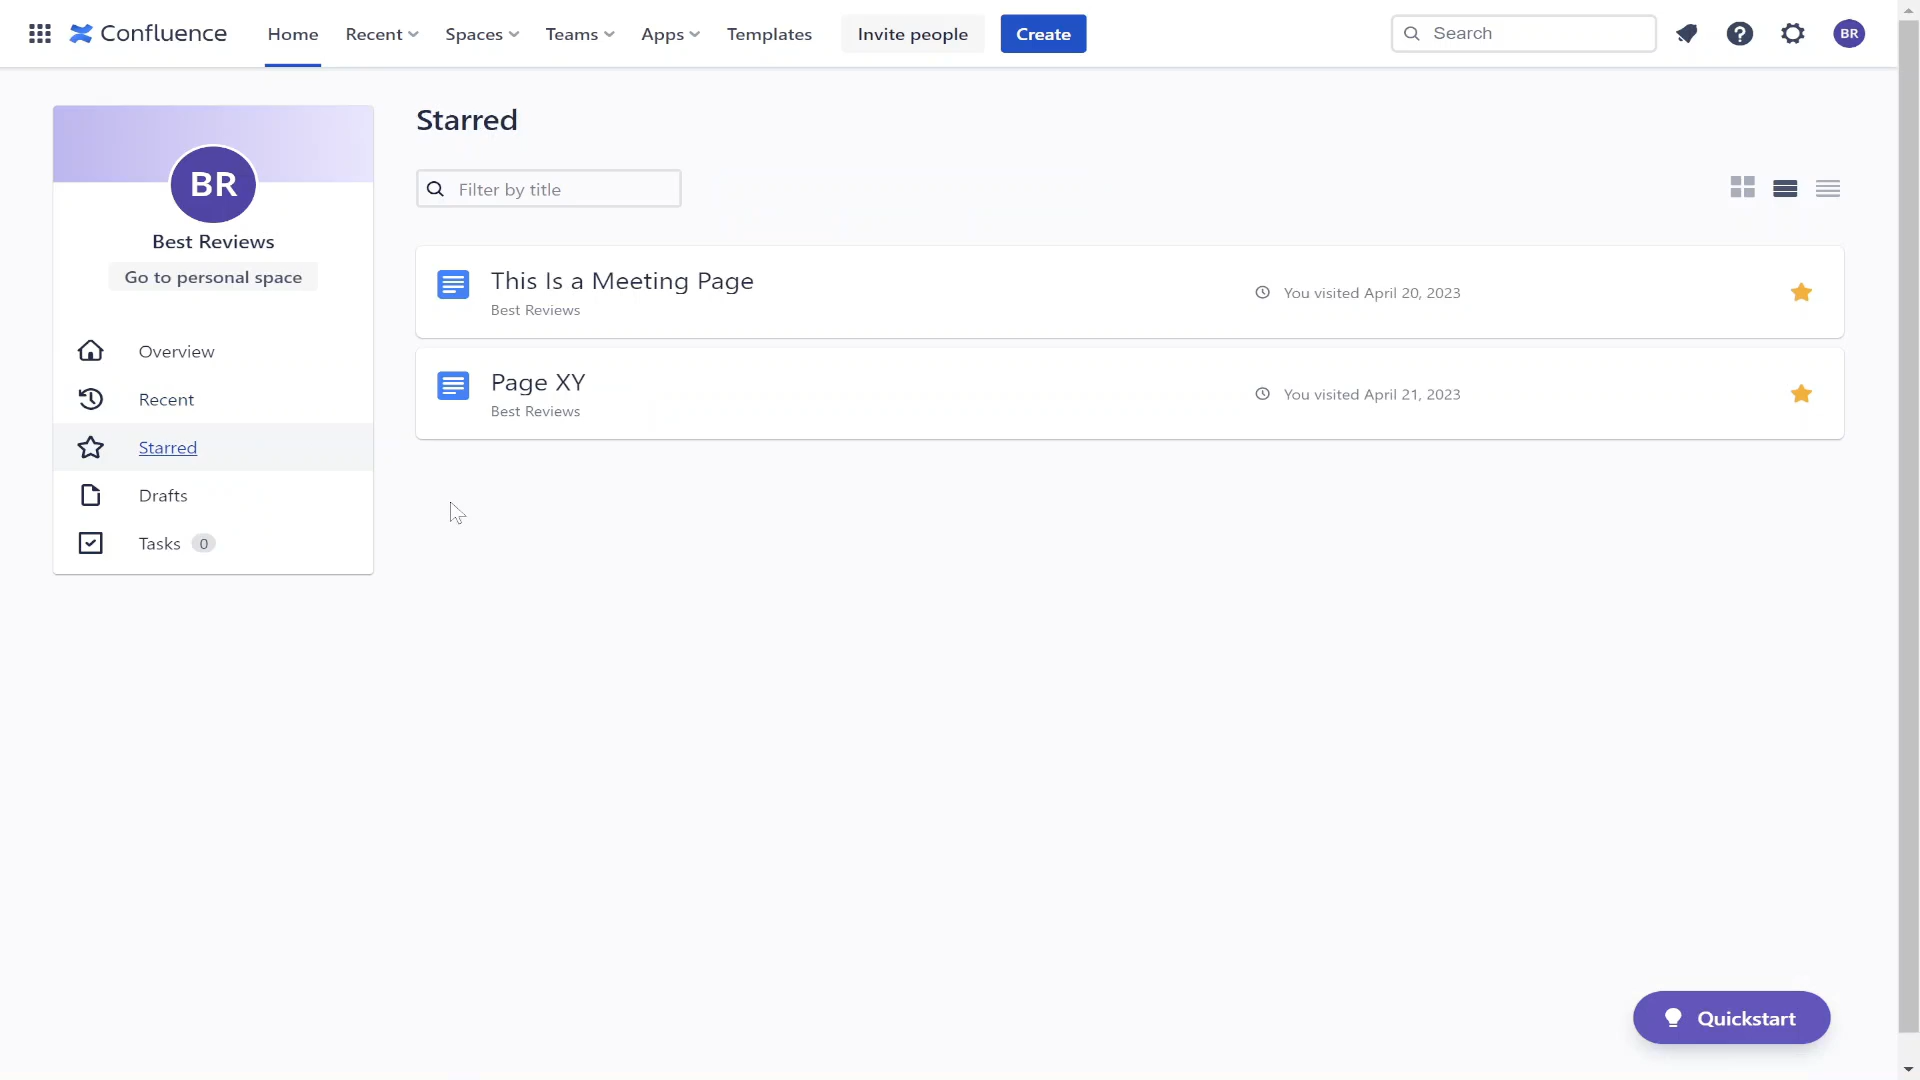 Confluence
Home
Recent
Spaces
Teams
Apps
Templates
Invite people
Create
Search
BR
BR
Best Reviews
Go to personal space
Overview
Recent
Starred
Drafts
Tasks 0
Starred
Filter by title
This Is a Meeting Page
Best Reviews
You visited April 20, 2023
Page XY
Best Reviews
You visited April 21, 2023
Quickstart